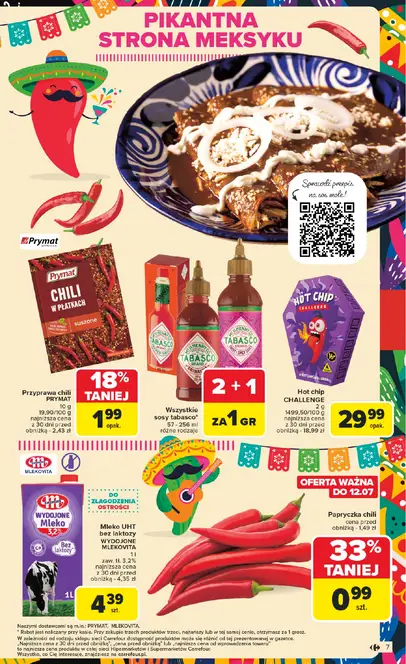 PIKANTNA
STRONA MEKSYKU
Sprawdź przepis
na sos mole!
Prymat
Prymat
CHILI
W PŁATKACH
suszone
TABASCO
TABASCO
TABASCO
HOT CHIP
CHALLENGE
Przyprawa chili
PRYMAT
10 g
19,90/100 g
najniższa cena
z 30 dni przed
obniżką - 2,43 zł
18%
TANIEJ
1 99
opak.
Wszystkie
sosy tabasco*
57 - 256 ml
różne rodzaje
2 + 1
ZA 1 GR
Hot chip
CHALLENGE
2 g
1499,50/100 g
najniższa cena
z 30 dni przed
obniżką - 18,99 zł
29 99
opak.
MLEKOVITA
WYDOJONE
Mleko
Bez
laktozy
1L
DO
ZŁAGODZENIA
OSTROŚCI
Mleko UHT
bez laktozy
WYDOJONE
MLEKOVITA
1 l
zaw. tł. 3,2%
najniższa cena
z 30 dni przed
obniżką - 4,35 zł
4 39
szt.
OFERTA WAŻNA
DO 12.07
Papryczka chili
cena przed
obniżką - 1,49 zł
33%
TANIEJ
0 99
szt.
Naszymi dostawcami są m.in.: PRYMAT, MLEKOVITA.
Carrefour 7